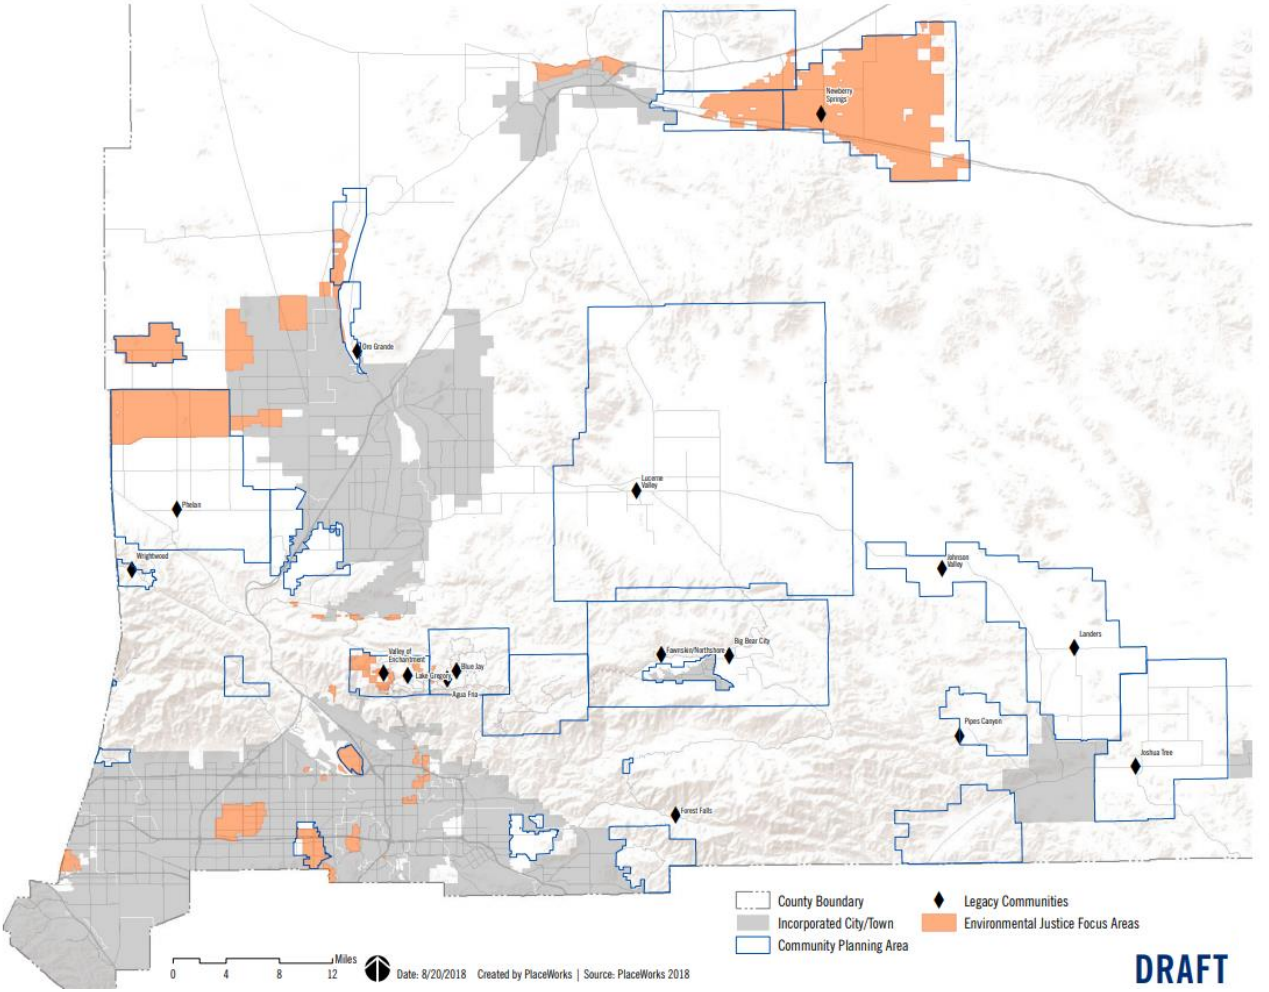 Newberry
Springs
Oro Grande
Lucerne
Valley
Phelan
Wrightwood
Johnson
Valley
Landers
Big Bear City
Fawnskin/Northshore
Valley of
Enchantment
Blue Jay
Lake Gregory
Agua Fria
Pipes Canyon
Joshua Tree
Forest Falls
County Boundary
Legacy Communities
Incorporated City/Town
Environmental Justice Focus Areas
Community Planning Area
Miles
0 4 8 12
Date: 8/20/2018 Created by PlaceWorks | Source: PlaceWorks 2018
DRAFT